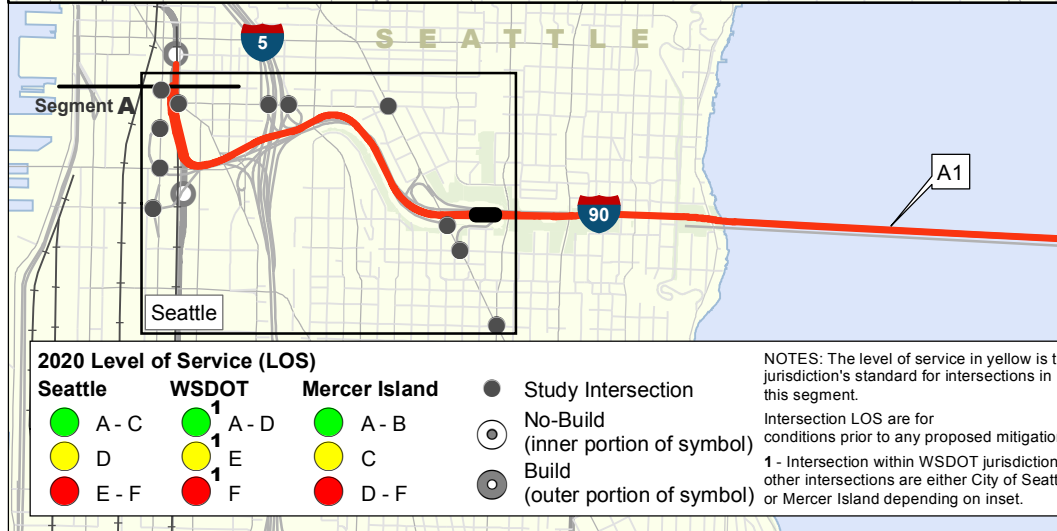 5
SEATTLE
Segment A
A1
90
Seattle
2020 Level of Service (LOS)
Seattle WSDOT Mercer Island
A - C 1 A - D A - B
D 1 E C
E - F 1 F D - F
Study Intersection
No-Build
(inner portion of symbol)
Build
(outer portion of symbol)
NOTES: The level of service in yellow is t
jurisdiction's standard for intersections in
this segment.
Intersection LOS are for
conditions prior to any proposed mitigation
1 - Intersection within WSDOT jurisdiction
other intersections are either City of Seatt
or Mercer Island depending on inset.